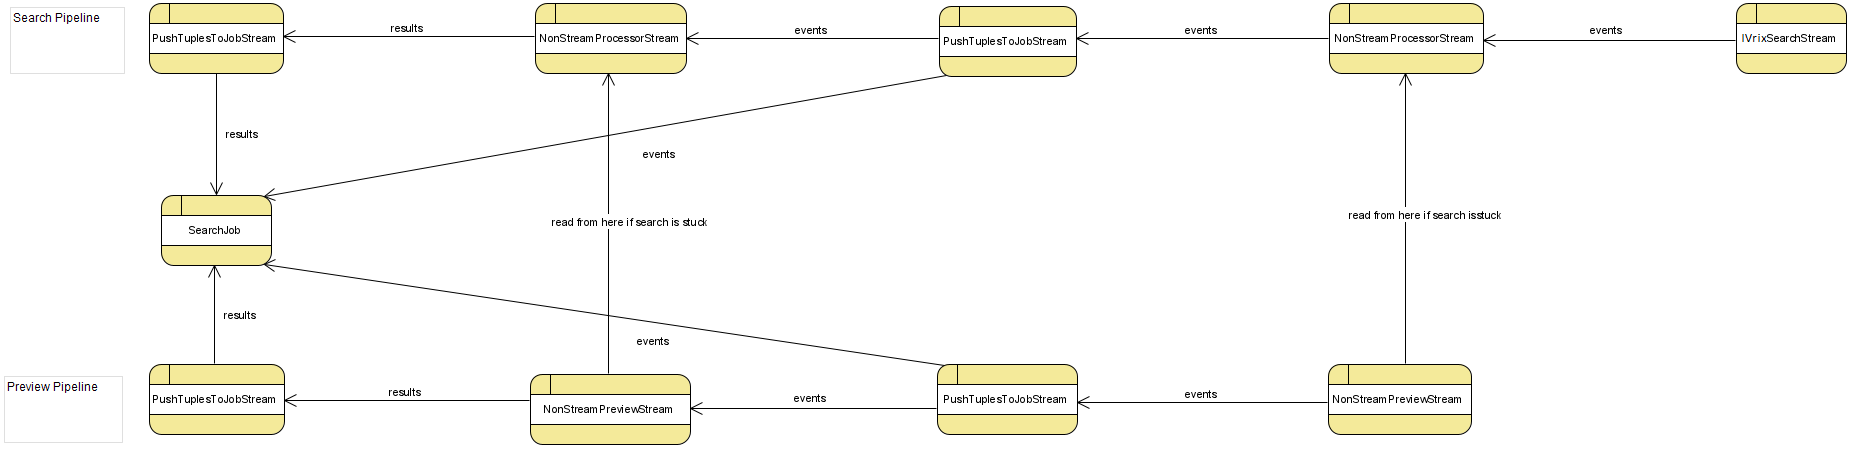 Search Pipeline
PushTuplesToJobStream
results
NonStreamProcessorStream
events
PushTuplesToJobStream
events
NonStreamProcessorStream
events
IVrixSearchStream
results
events
read from here if search is stuck
read from here if search isstuck
SearchJob
results
events
Preview Pipeline
PushTuplesToJobStream
results
NonStreamPreviewStream
events
PushTuplesToJobStream
events
NonStreamPreviewStream